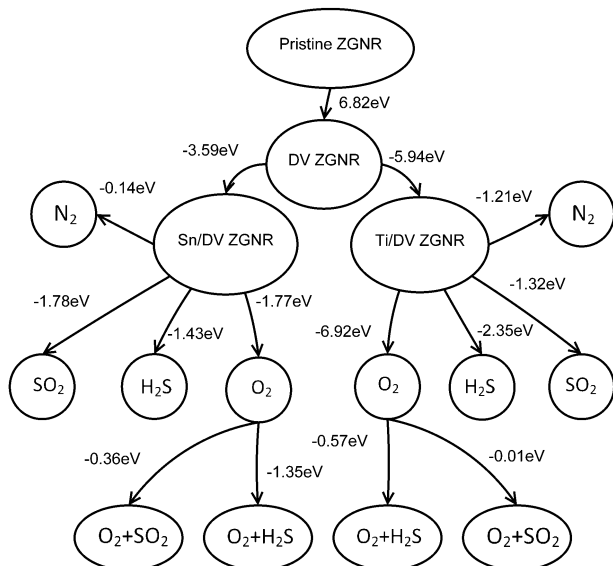 Pristine ZGNR
6.82eV
DV ZGNR
-3.59eV
-5.94eV
-0.14eV
-1.21eV
N₂
Sn/DV ZGNR
Ti/DV ZGNR
N₂
-1.78eV
-1.43eV
-1.77eV
-6.92eV
-2.35eV
-1.32eV
SO₂
H₂S
O₂
O₂
H₂S
SO₂
-0.36eV
-1.35eV
-0.57eV
-0.01eV
O₂+SO₂
O₂+H₂S
O₂+H₂S
O₂+SO₂